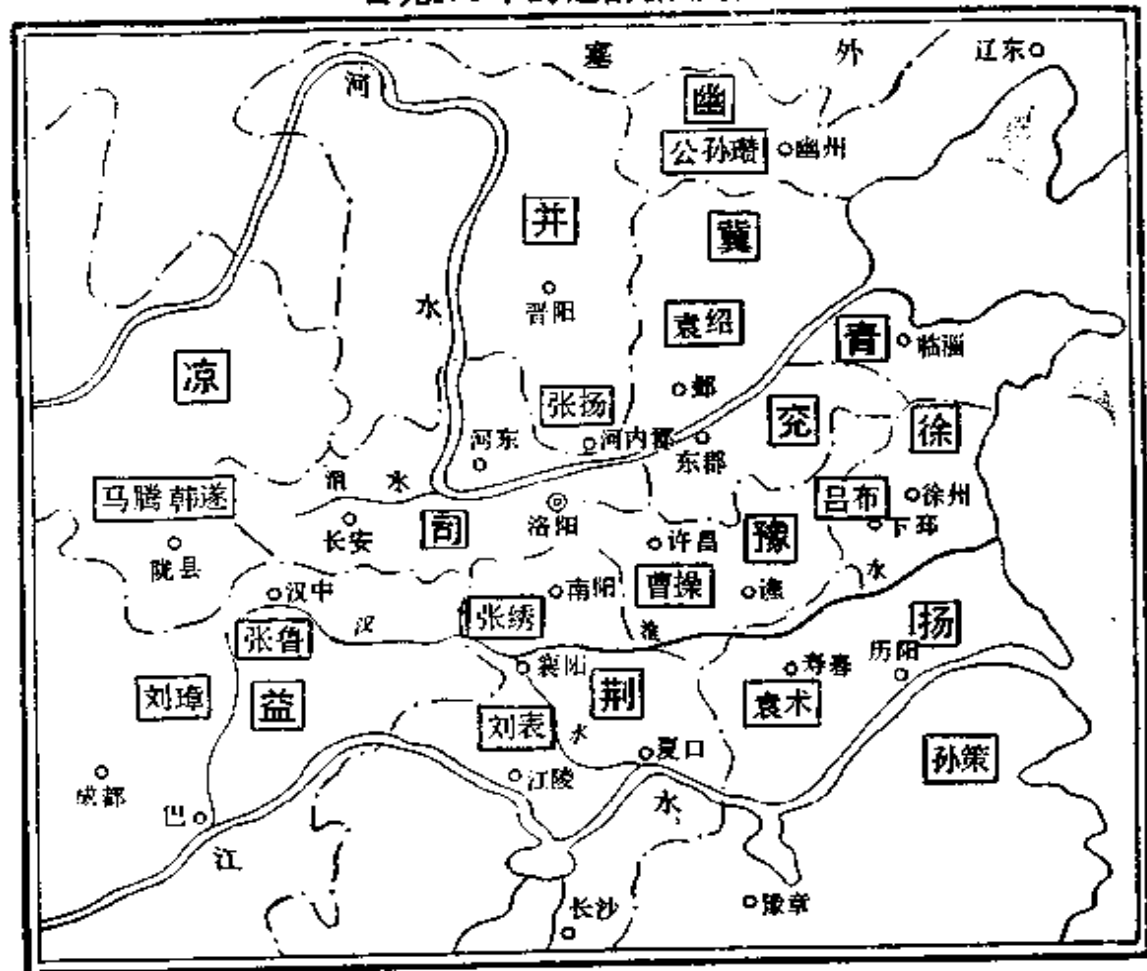 塞
外
辽东
河
幽
公孙瓒
幽州
并
冀
水
晋阳
袁绍
青
临淄
凉
邺
张扬
兖
徐
河东
河内郡
东郡
渭
水
马腾 韩遂
吕布
徐州
下邳
长安
司
洛阳
许昌
豫
陇县
汉中
南阳
曹操
谯
水
张绣
汉
淮
扬
张鲁
襄阳
寿春
历阳
刘璋
益
荆
袁术
刘表
水
夏口
孙策
成都
江陵
巴
水
江
长沙
豫章